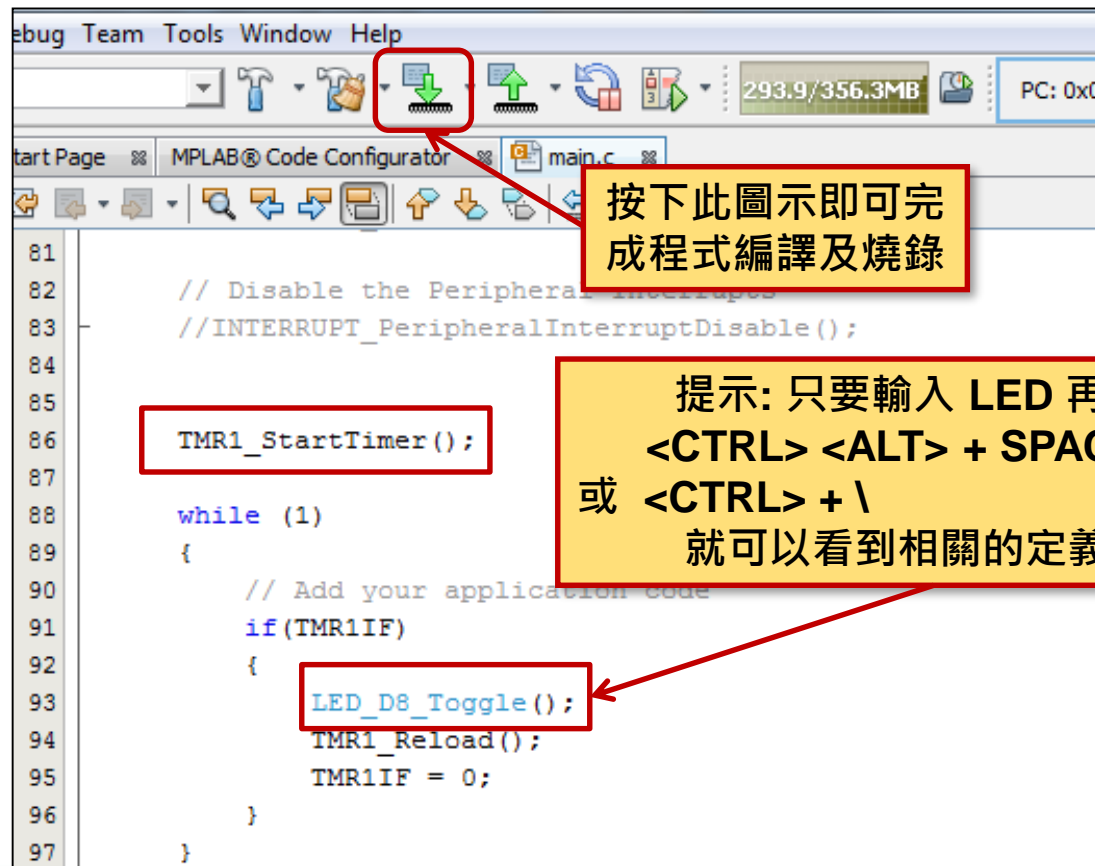 ebug Team Tools Window Help
293.9/356.3MB
PC: 0x0
tart Page MPLAB® Code Configurator main.c
按下此圖示即可完
成程式編譯及燒錄
81
82 // Disable the Peripheral Interrupts
83 //INTERRUPT_PeripheralInterruptDisable();
84
85
86 TMR1_StartTimer();
87
88 while (1)
89 {
90 // Add your application code
91 if(TMR1IF)
92 {
93 LED_D8_Toggle();
94 TMR1_Reload();
95 TMR1IF = 0;
96 }
97 }
提示: 只要輸入 LED 再
<CTRL> <ALT> + SPAC
或 <CTRL> + \
就可以看到相關的定義